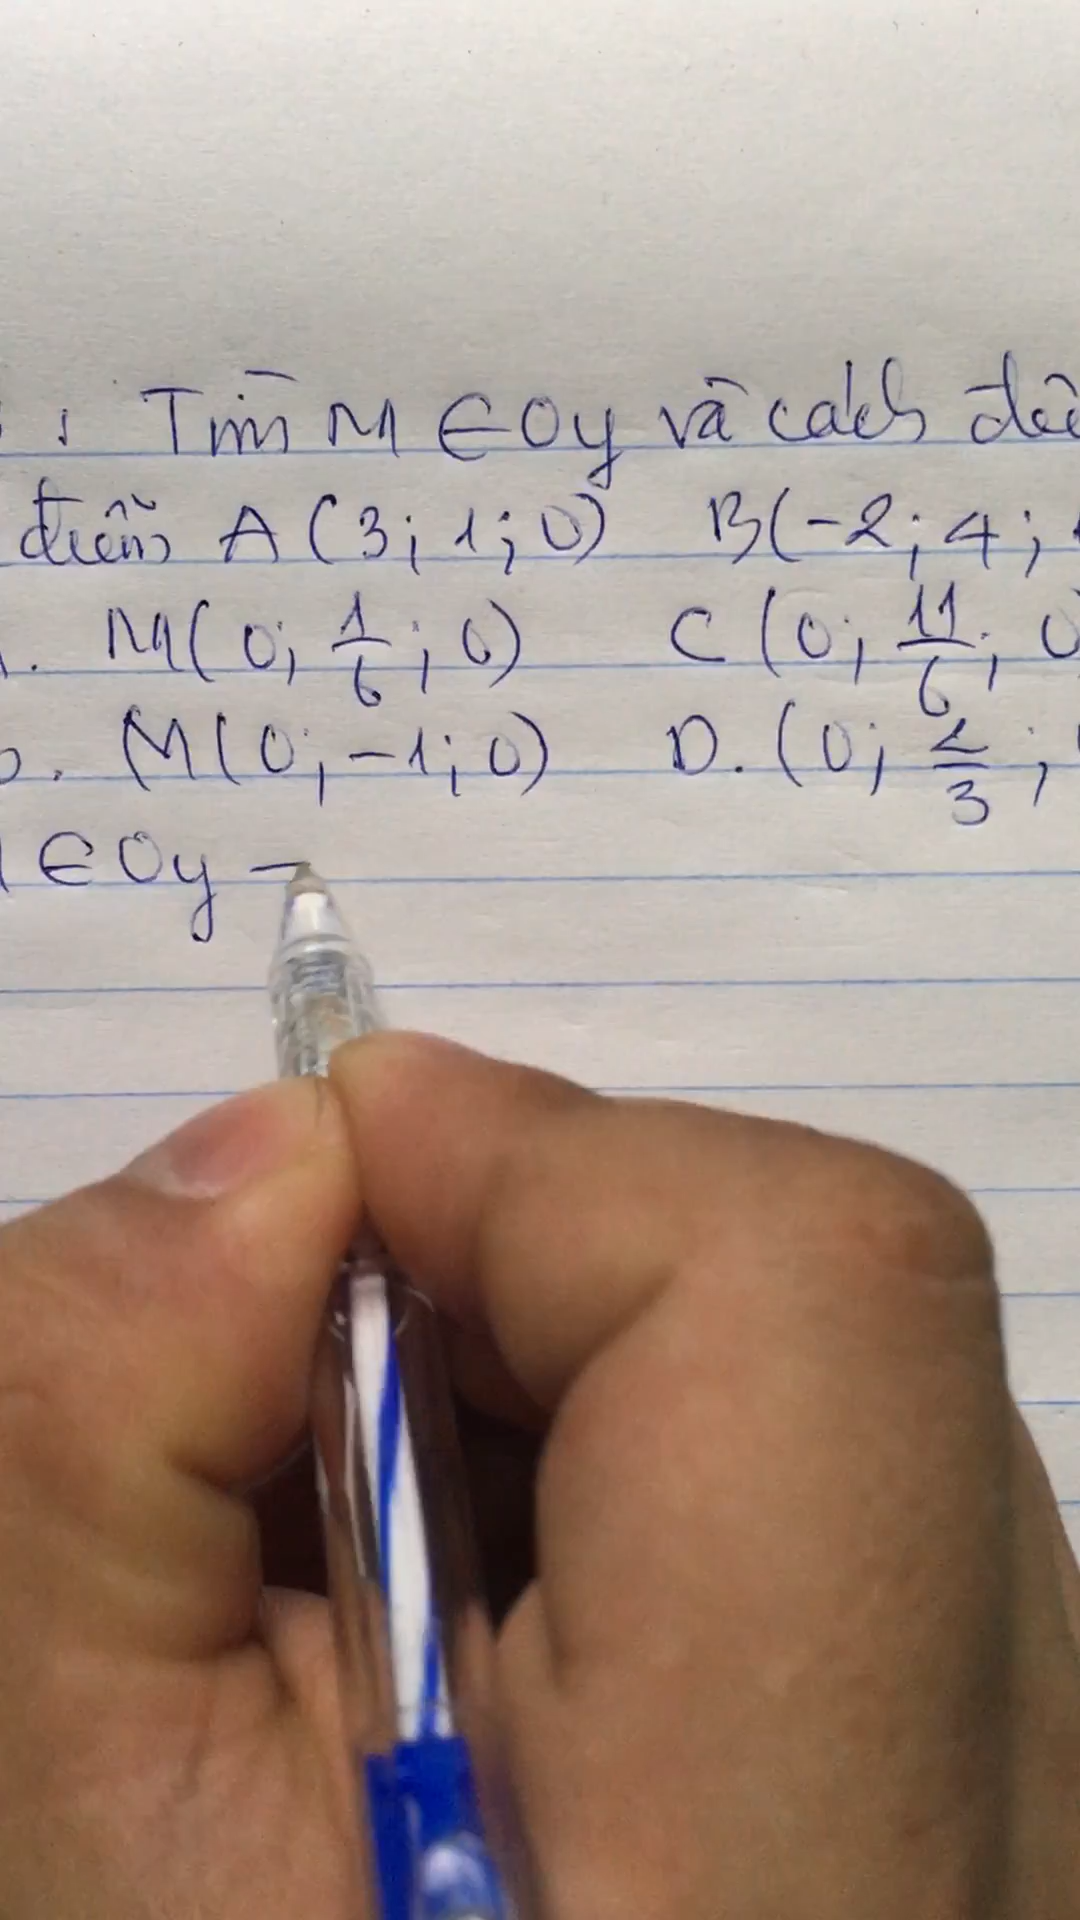 : Tìm M ∈ Oy và cách đều
điểm A (3; 1; 0) B(-2; 4;
. M(0; 1/6; 0) C (0; 11/6; 0
. M(0; -1; 0) D. (0; 2/3;
∈ Oy